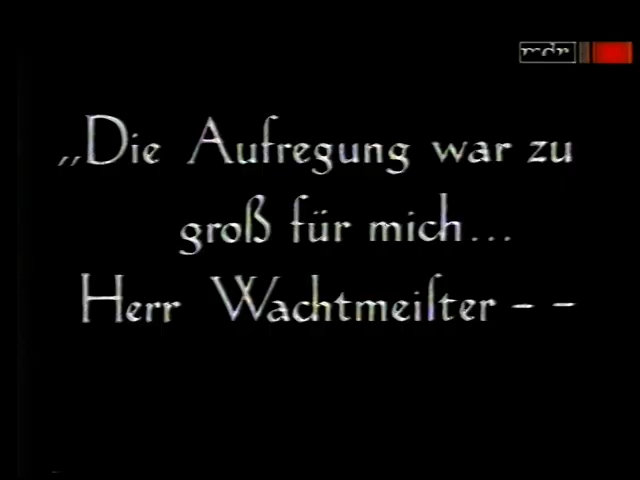 mdr
„Die Aufregung war zu
groß für mich...
Herr Wachtmeiſter – –